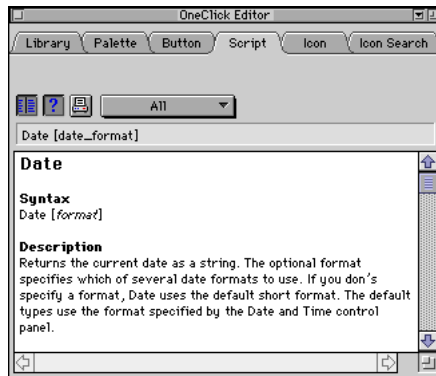 OneClick Editor
Library Palette Button Script Icon Icon Search
? All
Date [date_format]
Date
Syntax
Date [format]
Description
Returns the current date as a string. The optional format
specifies which of several date formats to use. If you don's
specify a format, Date uses the default short format. The default
types use the format specified by the Date and Time control
panel.